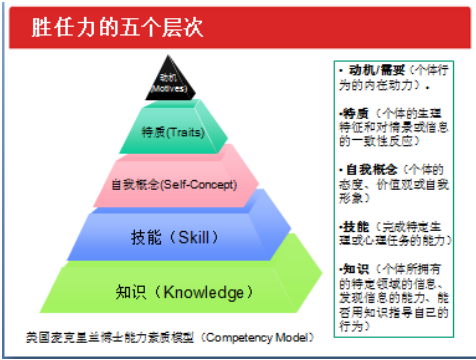 胜任力的五个层次
动机
(Motives)
特质(Traits)
自我概念(Self-Concept)
技能（Skill）
知识（Knowledge）
• 动机/需要（个体行
为的内在动力）.
•特质（个体的生理
特征和对情景或信息
的一致性反应）
•自我概念（个体的
态度、价值观或自我
形象）
•技能（完成特定生
理或心理任务的能力）
•知识（个体所拥有
的特定领域的信息、
发现信息的能力、能
否用知识指导自己的
行为）
美国麦克里兰博士能力素质模型（Competency Model）